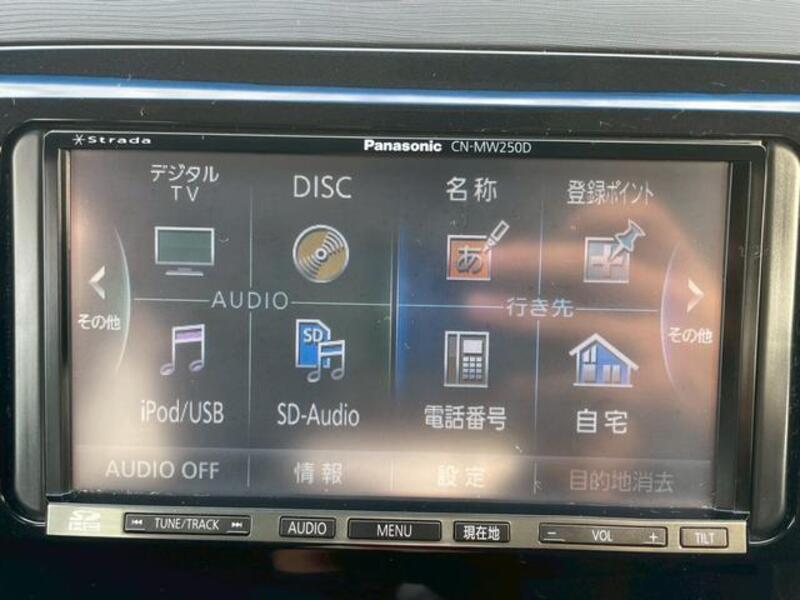 Strada
Panasonic CN-MW250D
デジタル
TV
DISC
名称
登録ポイント
あ
AUDIO
行き先
その他
その他
SD
iPod/USB
SD-Audio
電話番号
自宅
AUDIO OFF
情報
設定
目的地消去
SD
TUNE/TRACK
AUDIO
MENU
現在地
− VOL +
TILT